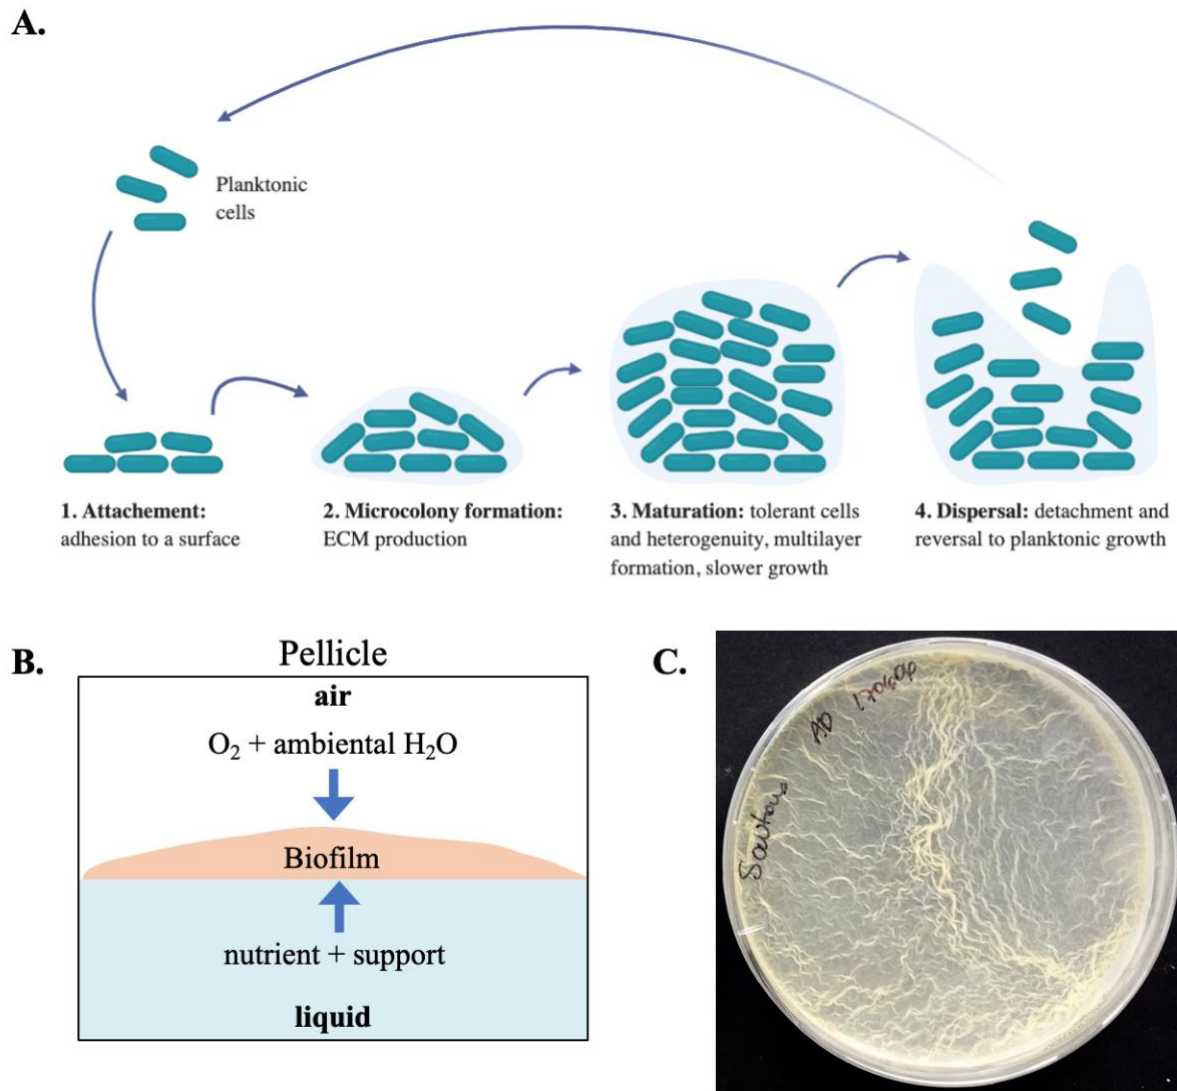 A.
Planktonic
cells
1. Attachement:
adhesion to a surface
2. Microcolony formation:
ECM production
3. Maturation: tolerant cells
and heterogenuity, multilayer
formation, slower growth
4. Dispersal: detachment and
reversal to planktonic growth
B.
Pellicle
air
O₂ + ambiental H₂O
Biofilm
nutrient + support
liquid
C.
AD 170606
Sautons